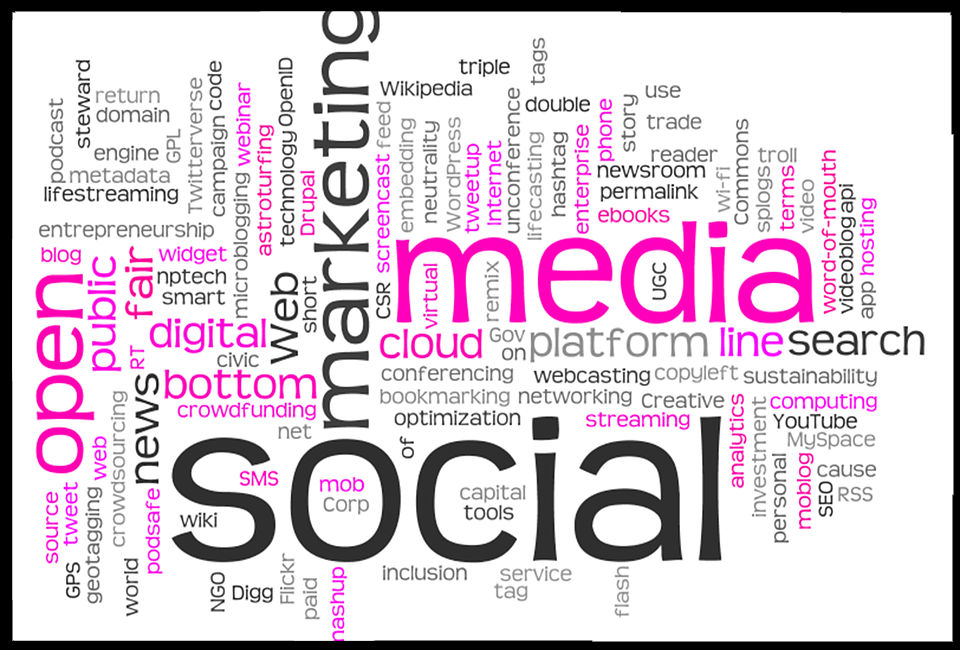 marketing
tags
triple
Wikipedia
steward
return
domain
podcast
engine
GPL
metadata
lifestreaming
Twitterverse
code
campaign
webinar
openID
technology
astroturfing
Drupal
microblogging
feed
screencast
embedding
neutrality
WordPress
tweetup
Internet
unconference
double
lifecasting
hashtag
enterprise
phone
story
use
trade
reader
newsroom
permalink
ebooks
wi-fi
Commons
troll
splogs
terms
video
word-of-mouth
videoblog
api
app
hosting
entrepreneurship
blog
widget
nptech
smart
fair
public
open
digital
RT
civic
Web
short
CSR
virtual
media
remix
UGC
cloud
Gov
on
platform
line
search
bottom
crowdfunding
net
news
crowdsourcing
conferencing
webcasting
copyleft
sustainability
bookmarking
networking
Creative
computing
optimization
streaming
of
analytics
investment
YouTube
MySpace
personal
moblog
cause
SEO
RSS
social
SMS
mob
Corp
capital
tools
wiki
web
source
tweet
geotagging
podsafe
GPS
world
NGO
Digg
Flickr
paid
mashup
inclusion
service
tag
flash